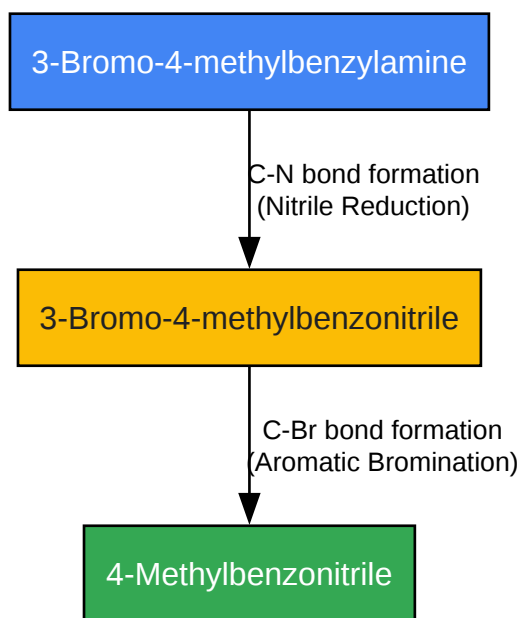 3-Bromo-4-methylbenzylamine
C-N bond formation
(Nitrile Reduction)
3-Bromo-4-methylbenzonitrile
C-Br bond formation
(Aromatic Bromination)
4-Methylbenzonitrile